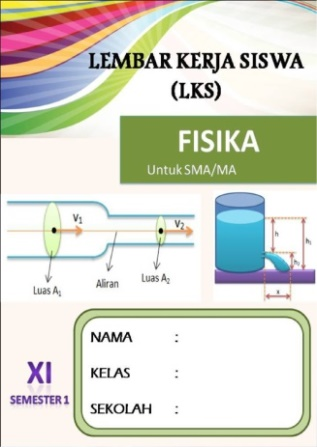 LEMBAR KERJA SISWA
(LKS)
FISIKA
Untuk SMA/MA
V₁
V₂
Luas A₁
Aliran
Luas A₂
h
h₁
h₂
x
XI
SEMESTER 1
NAMA :
KELAS :
SEKOLAH :